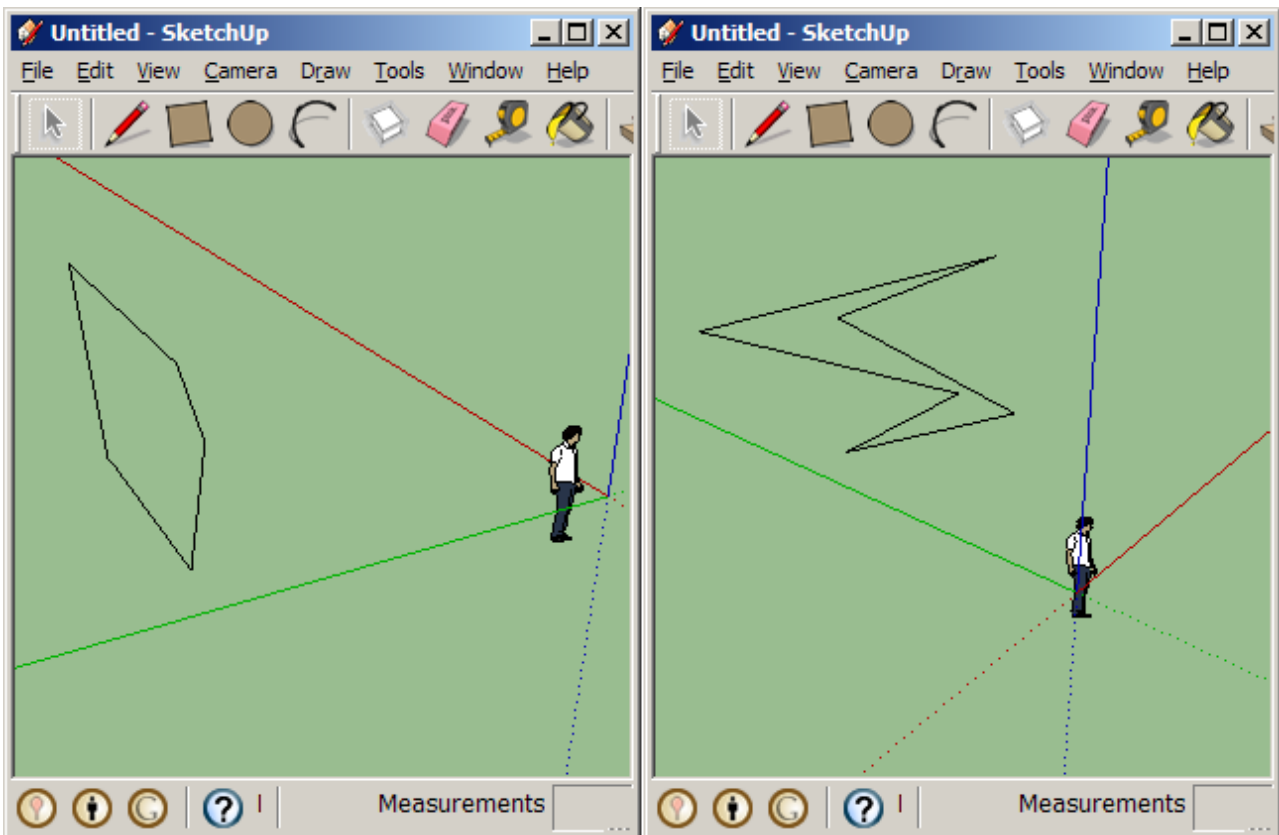 Untitled - SketchUp
File Edit View Camera Draw Tools Window Help
Measurements
Untitled - SketchUp
File Edit View Camera Draw Tools Window Help
Measurements